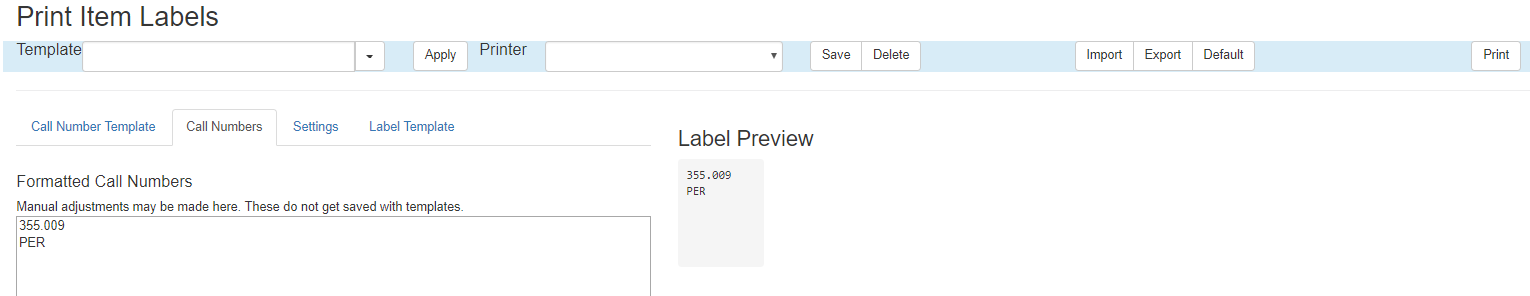 Print Item Labels
Template Apply Printer Save Delete Import Export Default Print
Call Number Template Call Numbers Settings Label Template
Label Preview
355.009
PER
Formatted Call Numbers
Manual adjustments may be made here. These do not get saved with templates.
355.009
PER